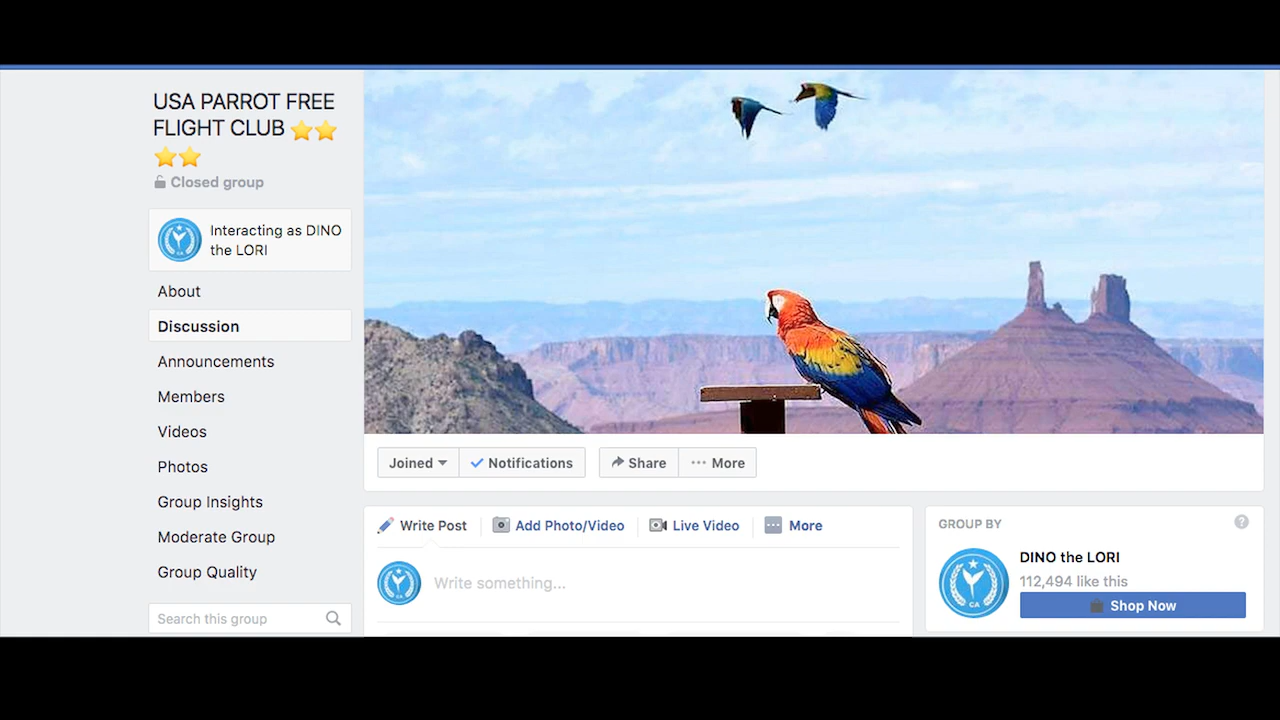 USA PARROT FREE
FLIGHT CLUB ⭐⭐
⭐⭐
Closed group
Interacting as DINO
the LORI
About
Discussion
Announcements
Members
Videos
Photos
Group Insights
Moderate Group
Group Quality
Search this group
Joined
Notifications
Share
More
Write Post
Add Photo/Video
Live Video
More
Write something...
GROUP BY
?
CA
DINO the LORI
112,494 like this
Shop Now